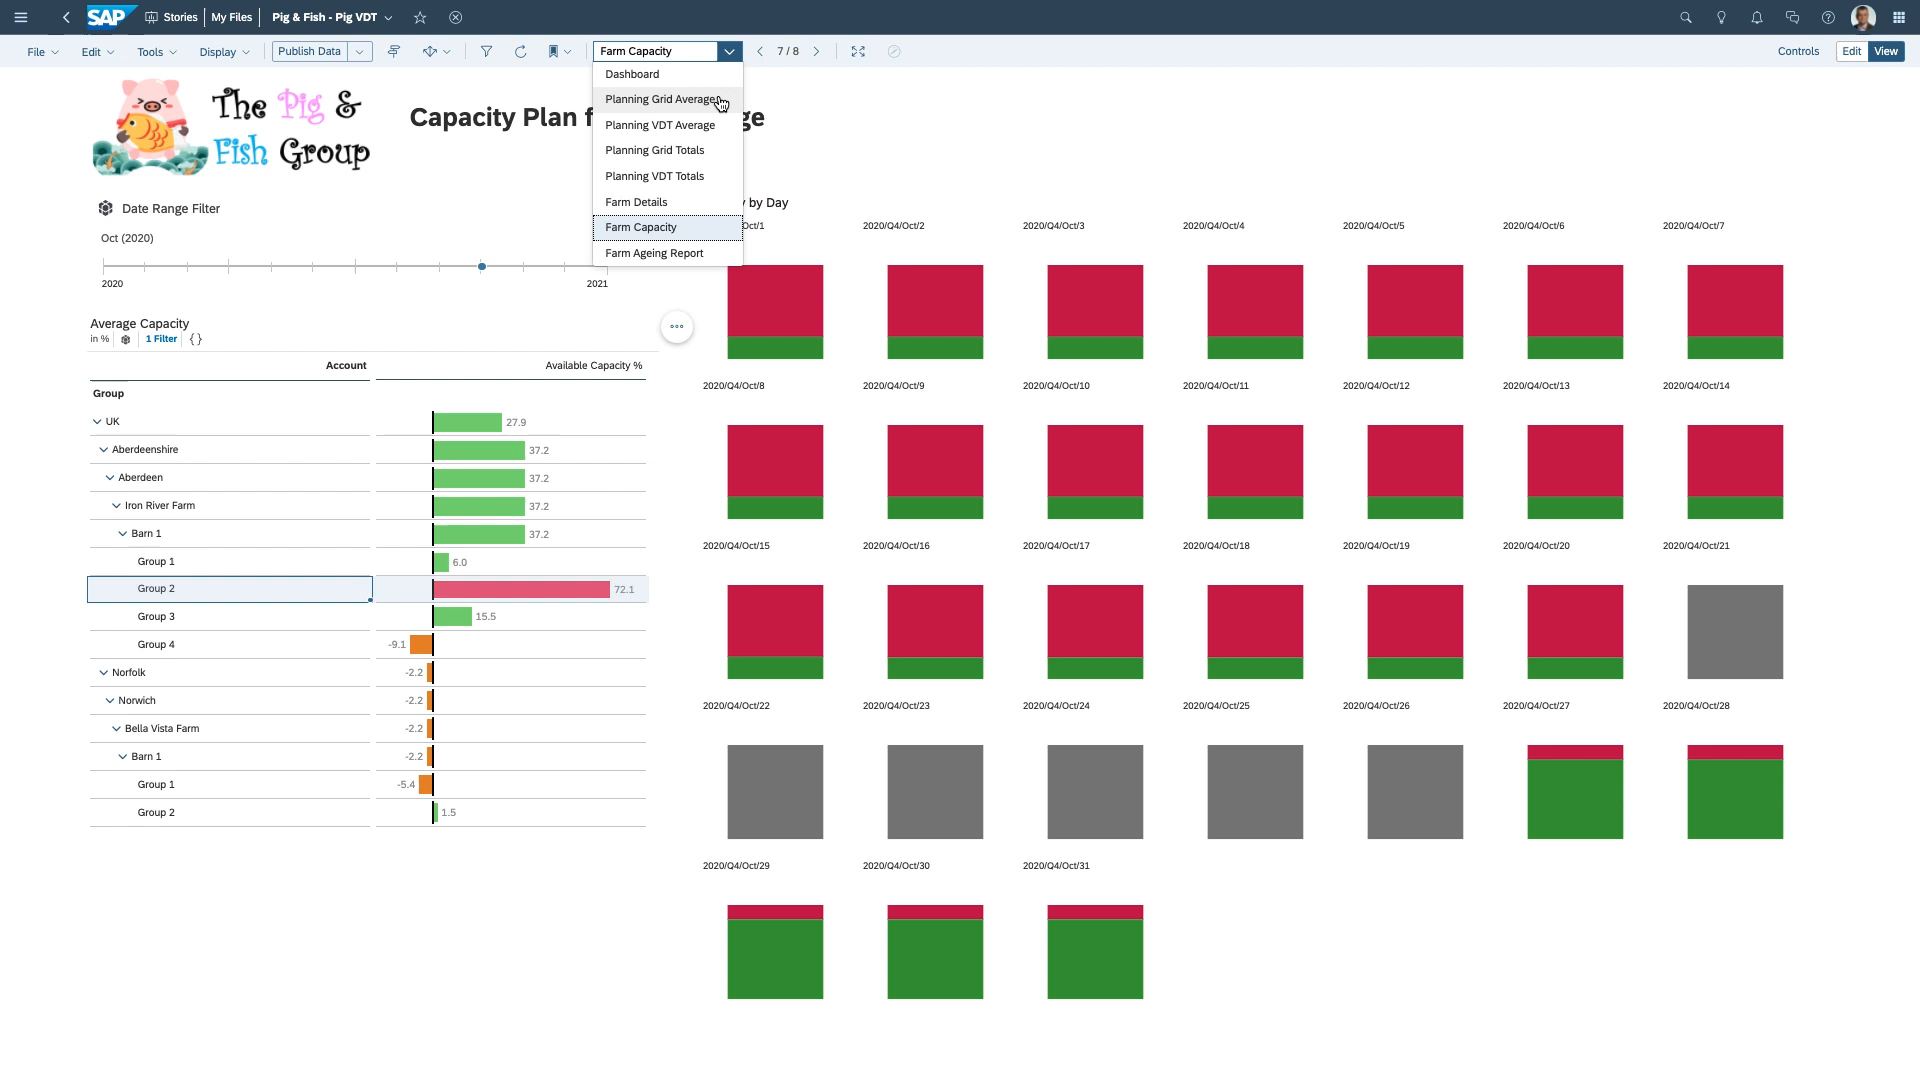 SAP Stories My Files Pig & Fish - Pig VDT
File Edit Tools Display Publish Data Farm Capacity 7 / 8 Controls Edit View
Dashboard
Planning Grid Average
Planning VDT Average
Planning Grid Totals
Planning VDT Totals
Farm Details
Farm Capacity
Farm Ageing Report
The Pig &
Fish Group
Capacity Plan f ge
Date Range Filter
Oct (2020)
2020 2021
Average Capacity
in % 1 Filter { }
Account Available Capacity %
Group
UK 27.9
Aberdeenshire 37.2
Aberdeen 37.2
Iron River Farm 37.2
Barn 1 37.2
Group 1 6.0
Group 2 72.1
Group 3 15.5
Group 4 -9.1
Norfolk -2.2
Norwich -2.2
Bella Vista Farm -2.2
Barn 1 -2.2
Group 1 -5.4
Group 2 1.5
y by Day
Oct/1 2020/Q4/Oct/2 2020/Q4/Oct/3 2020/Q4/Oct/4 2020/Q4/Oct/5 2020/Q4/Oct/6 2020/Q4/Oct/7
2020/Q4/Oct/8 2020/Q4/Oct/9 2020/Q4/Oct/10 2020/Q4/Oct/11 2020/Q4/Oct/12 2020/Q4/Oct/13 2020/Q4/Oct/14
2020/Q4/Oct/15 2020/Q4/Oct/16 2020/Q4/Oct/17 2020/Q4/Oct/18 2020/Q4/Oct/19 2020/Q4/Oct/20 2020/Q4/Oct/21
2020/Q4/Oct/22 2020/Q4/Oct/23 2020/Q4/Oct/24 2020/Q4/Oct/25 2020/Q4/Oct/26 2020/Q4/Oct/27 2020/Q4/Oct/28
2020/Q4/Oct/29 2020/Q4/Oct/30 2020/Q4/Oct/31